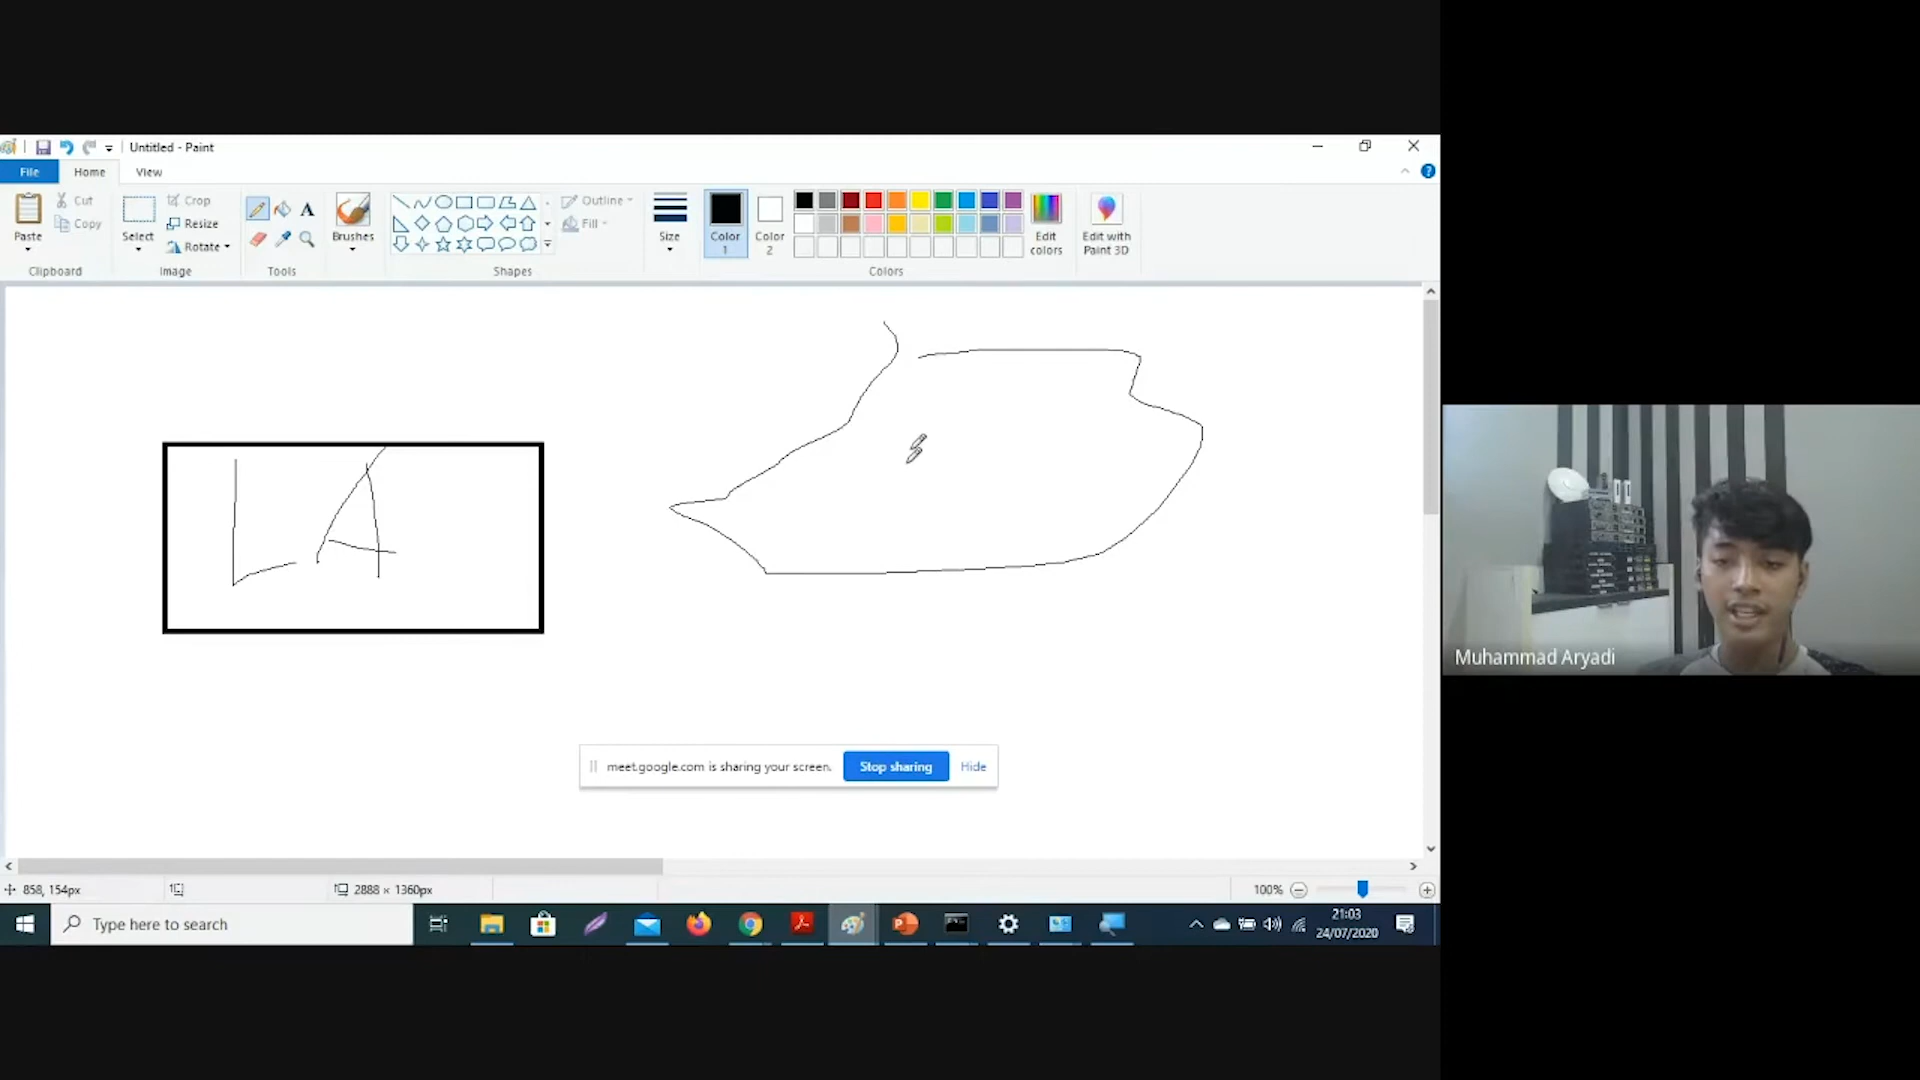 Untitled - Paint
File Home View
Paste Cut Copy Select Crop Resize Rotate A Brushes Outline Fill Size Color 1 Color 2 Edit colors Edit with Paint 3D
Clipboard Image Tools Shapes Colors
LA
Muhammad Aryadi
meet.google.com is sharing your screen. Stop sharing Hide
858, 154px 2888 × 1360px 100%
Type here to search 21:03
24/07/2020